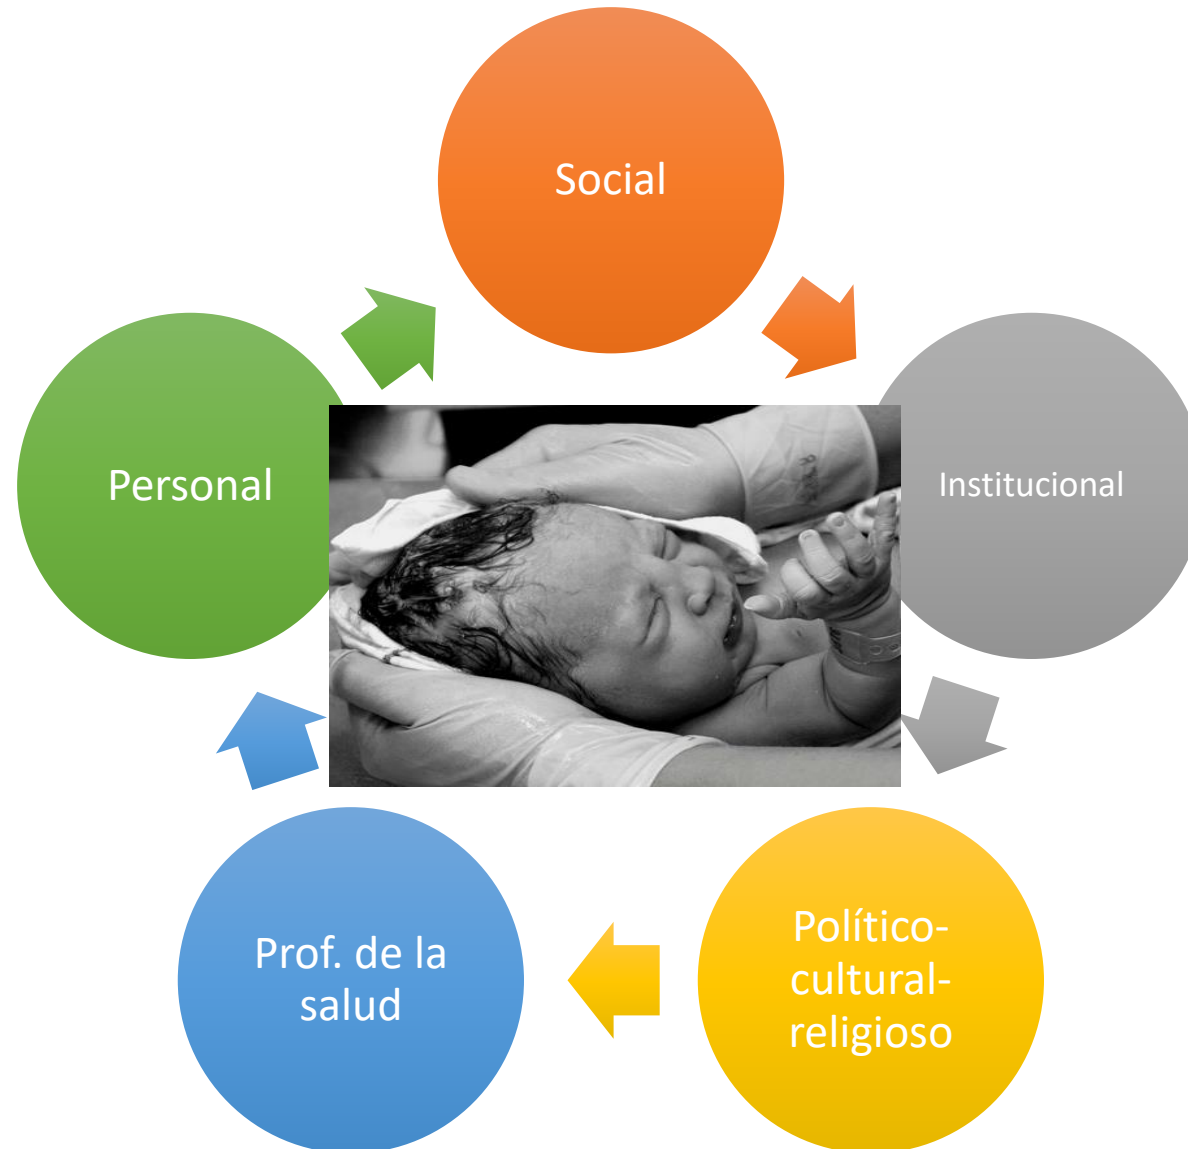 Social
Personal
Institucional
Prof. de la
salud
Político-
cultural-
religioso